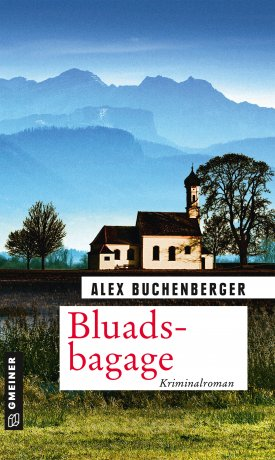 ALEX BUCHENBERGER
Bluads-
bagage
Kriminalroman
GMEINER